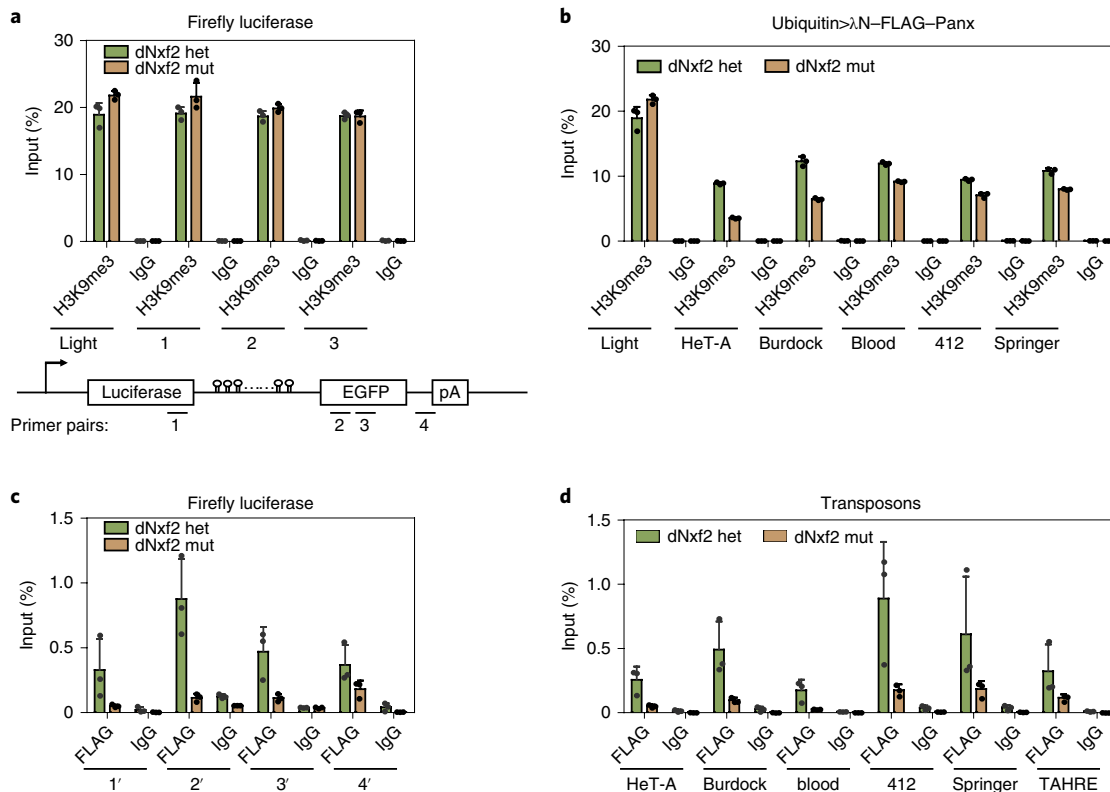 a
Firefly luciferase
dNxf2 het
dNxf2 mut
30
20
10
0
Input (%)
H3K9me3 IgG H3K9me3 IgG H3K9me3 IgG H3K9me3 IgG
Light 1 2 3
Luciferase EGFP pA
Primer pairs: 1 2 3 4
b
Ubiquitin>λN–FLAG–Panx
dNxf2 het dNxf2 mut
30
20
10
0
Input (%)
H3K9me3 IgG H3K9me3 IgG H3K9me3 IgG H3K9me3 IgG H3K9me3 IgG H3K9me3 IgG
Light HeT-A Burdock Blood 412 Springer
c
Firefly luciferase
dNxf2 het
dNxf2 mut
1.5
1.0
0.5
0
Input (%)
FLAG IgG FLAG IgG FLAG IgG FLAG IgG
1′ 2′ 3′ 4′
d
Transposons
dNxf2 het dNxf2 mut
1.5
1.0
0.5
0
Input (%)
FLAG IgG FLAG IgG FLAG IgG FLAG IgG FLAG IgG FLAG IgG
HeT-A Burdock blood 412 Springer TAHRE